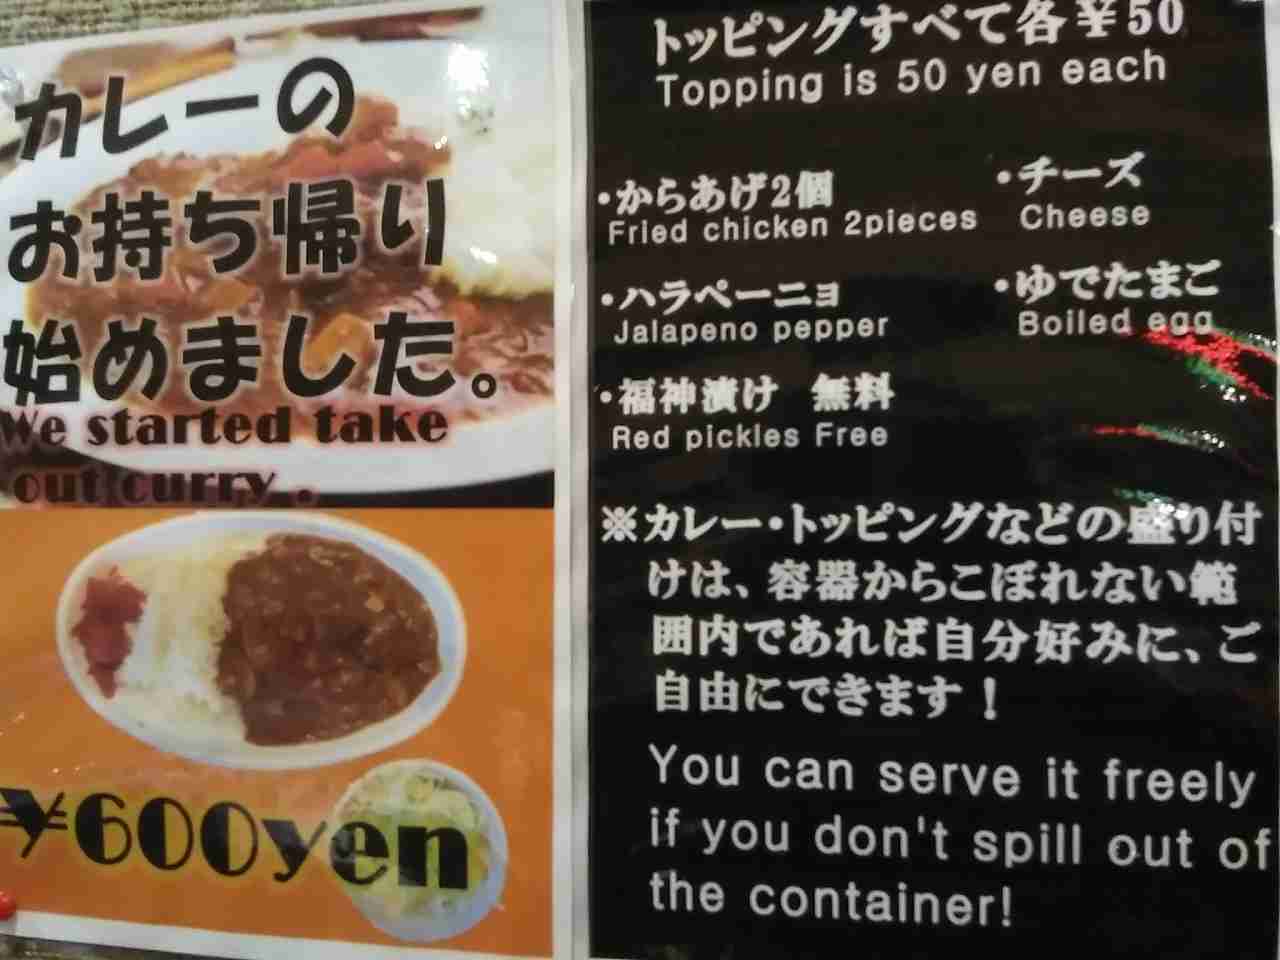 カレーの
お持ち帰り
始めました。
We started take
out curry .
¥600yen
トッピングすべて各¥50
Topping is 50 yen each
・からあげ2個
Fried chicken 2pieces
・チーズ
Cheese
・ハラペーニョ
Jalapeno pepper
・ゆでたまご
Boiled egg
・福神漬け 無料
Red pickles Free
※カレー・トッピングなどの盛り付
けは、容器からこぼれない範
囲内であれば自分好みに、ご
自由にできます！
You can serve it freely
if you don't spill out of
the container!